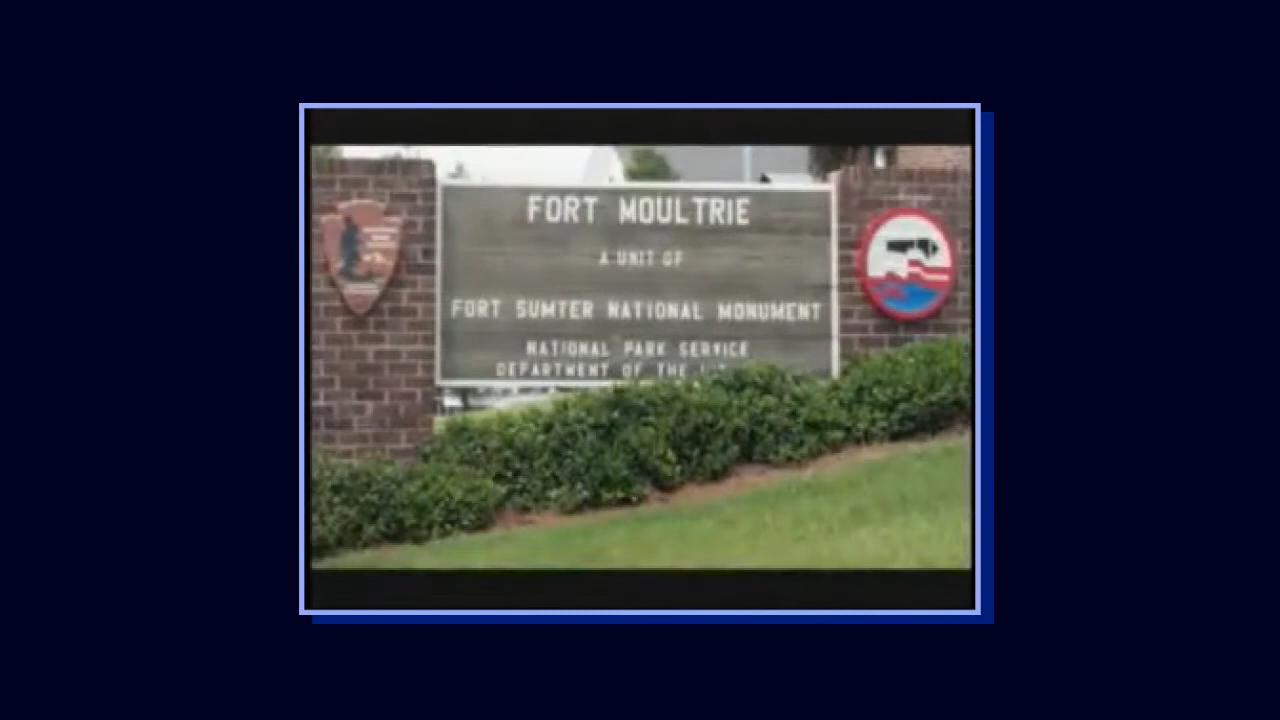 FORT MOULTRIE
A UNIT OF
FORT SUMTER NATIONAL MONUMENT
NATIONAL PARK SERVICE
DEPARTMENT OF THE